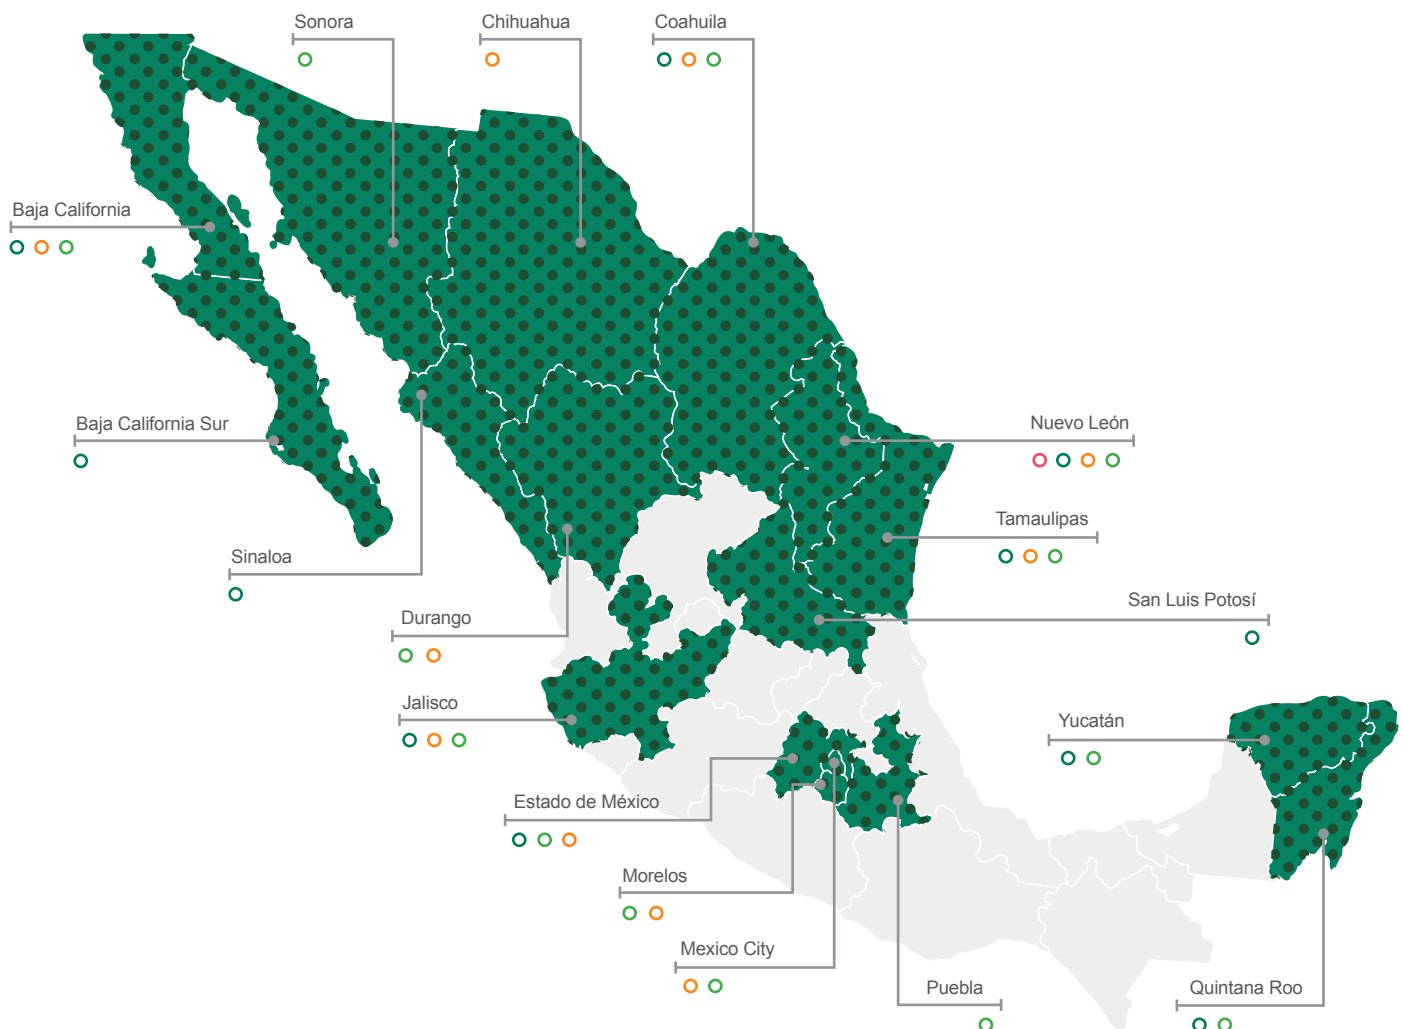 Sonora
Chihuahua
Coahuila
Baja California
Baja California Sur
Nuevo León
Tamaulipas
Sinaloa
San Luis Potosí
Durango
Jalisco
Yucatán
Estado de México
Morelos
Mexico City
Puebla
Quintana Roo